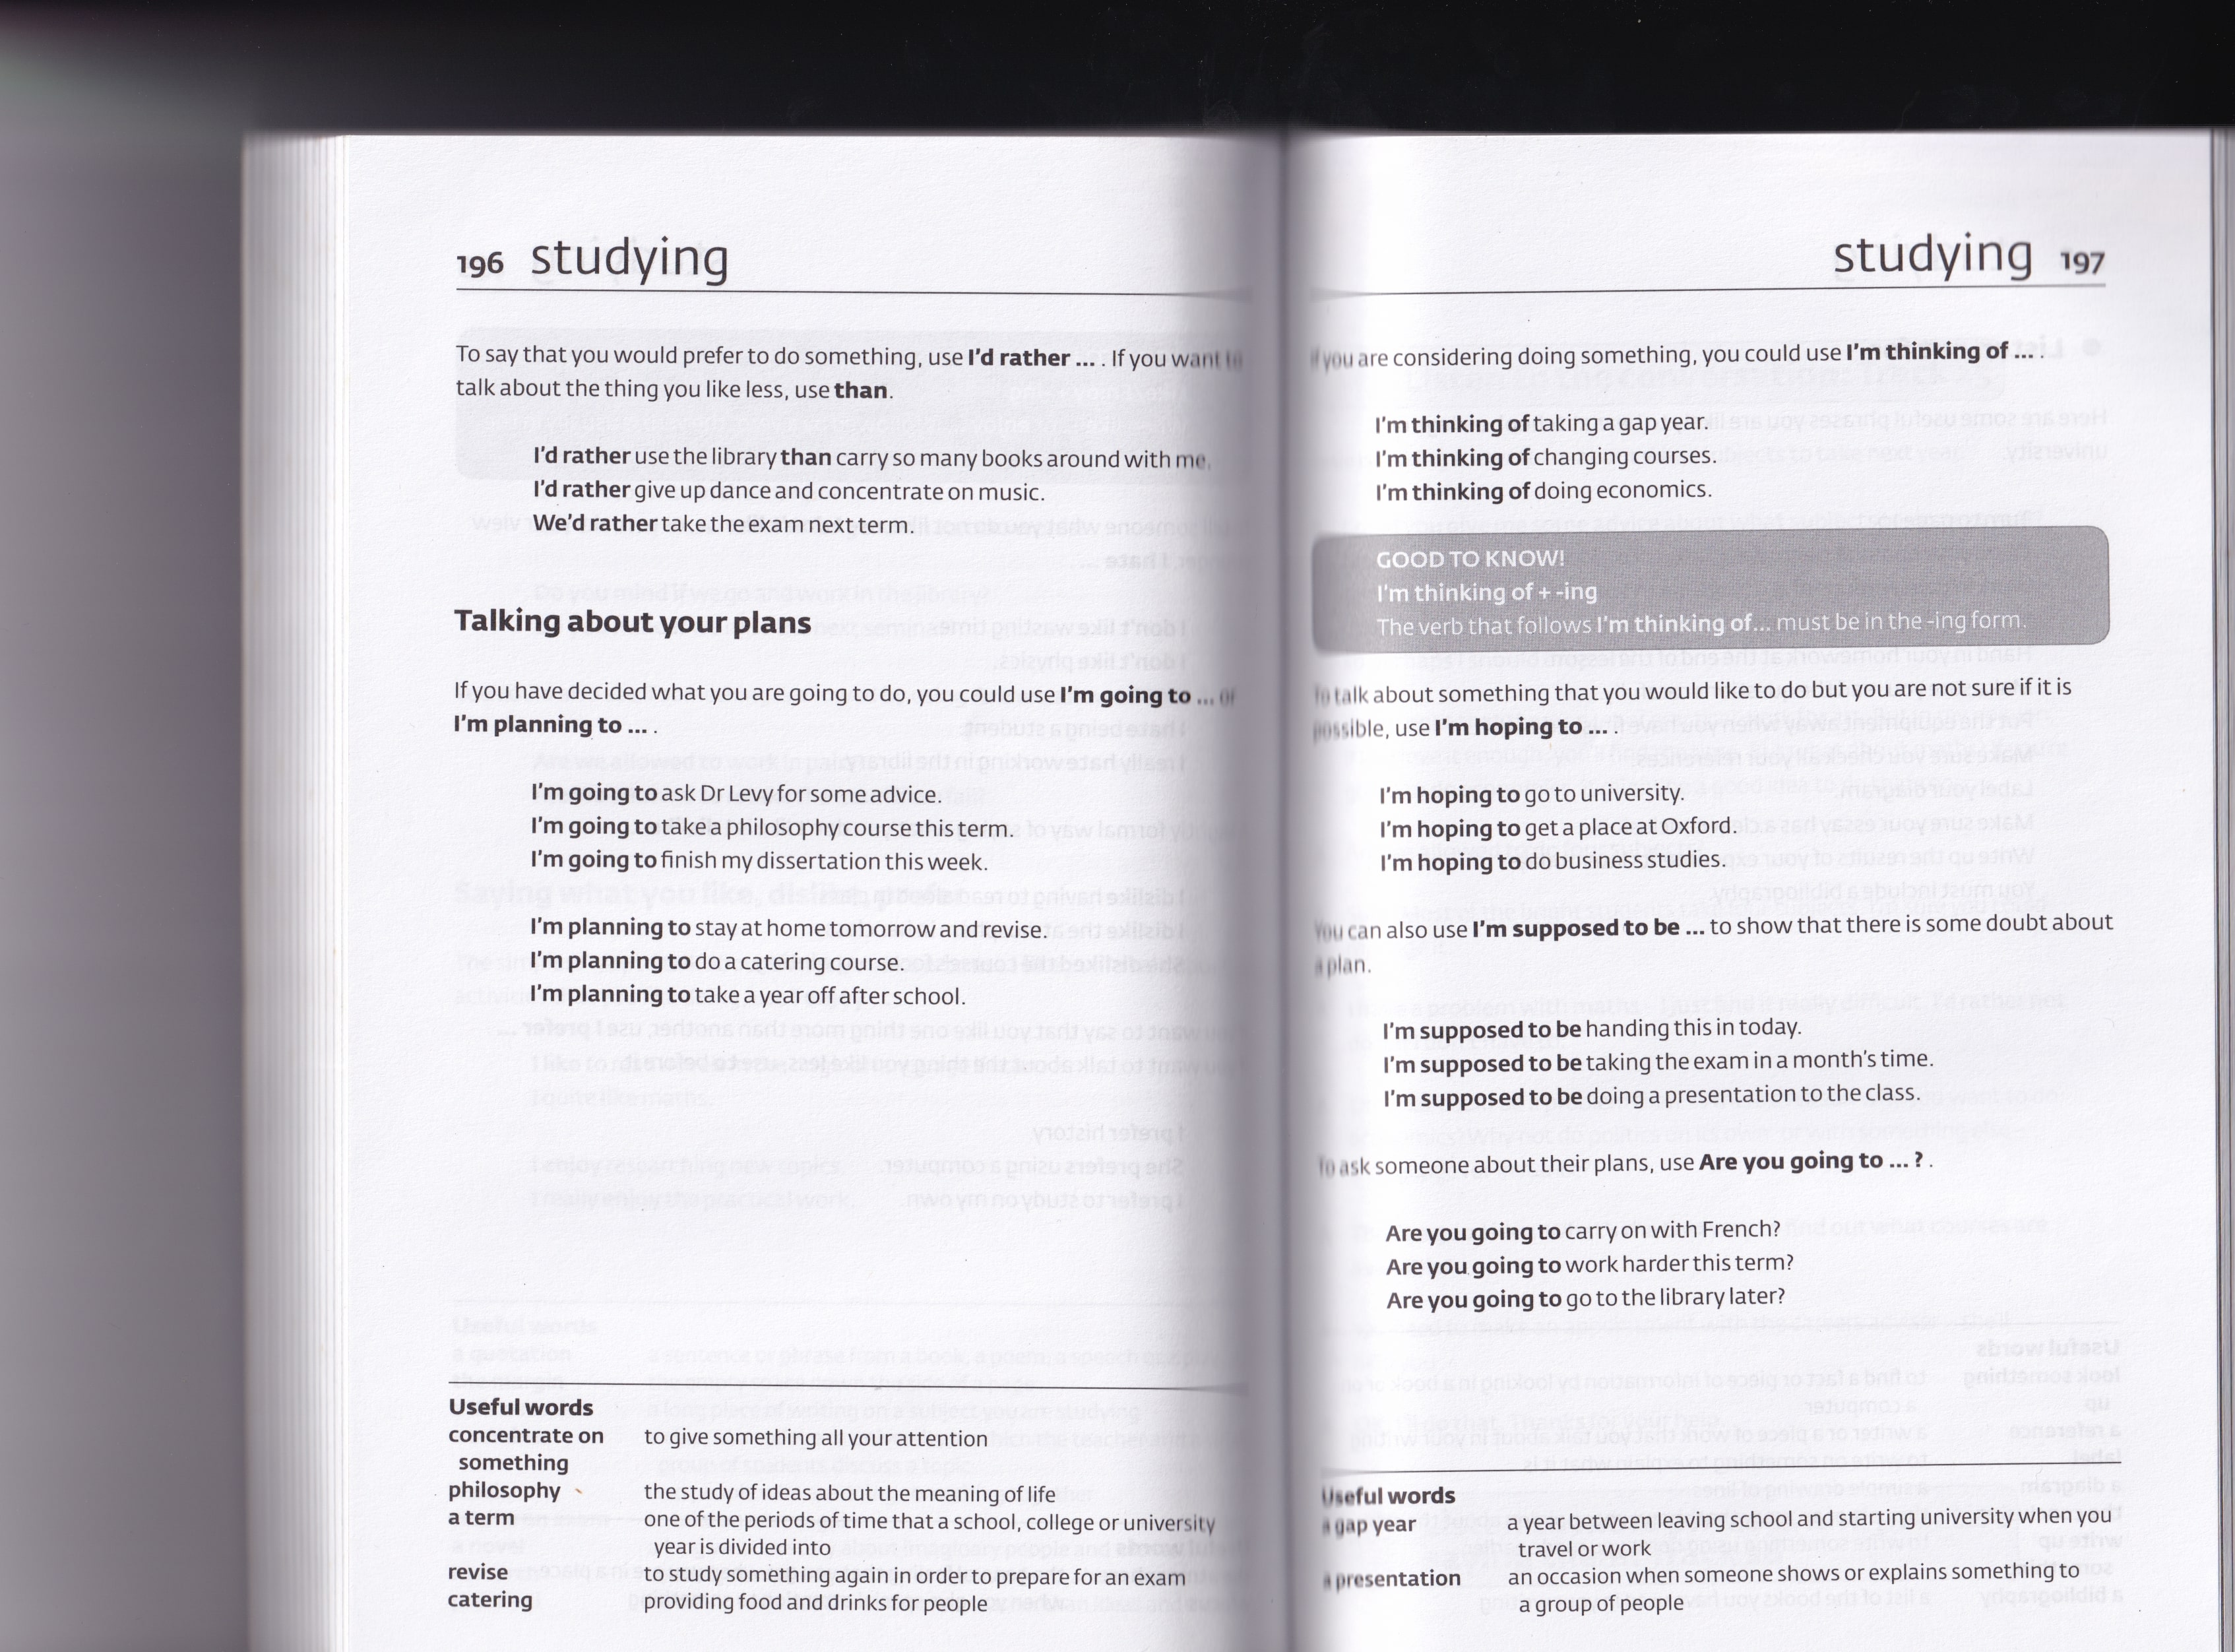 196 studying
To say that you would prefer to do something, use I'd rather ... . If you want to
talk about the thing you like less, use than.
I'd rather use the library than carry so many books around with me.
I'd rather give up dance and concentrate on music.
We'd rather take the exam next term.
Talking about your plans
If you have decided what you are going to do, you could use I'm going to ... or
I'm planning to ... .
I'm going to ask Dr Levy for some advice.
I'm going to take a philosophy course this term.
I'm going to finish my dissertation this week.
I'm planning to stay at home tomorrow and revise.
I'm planning to do a catering course.
I'm planning to take a year off after school.
Useful words
concentrate on to give something all your attention
something
philosophy the study of ideas about the meaning of life
a term one of the periods of time that a school, college or university
year is divided into
revise to study something again in order to prepare for an exam
catering providing food and drinks for people
studying 197
If you are considering doing something, you could use I'm thinking of ... .
I'm thinking of taking a gap year.
I'm thinking of changing courses.
I'm thinking of doing economics.
GOOD TO KNOW!
I'm thinking of + -ing
The verb that follows I'm thinking of... must be in the -ing form.
To talk about something that you would like to do but you are not sure if it is
possible, use I'm hoping to ... .
I'm hoping to go to university.
I'm hoping to get a place at Oxford.
I'm hoping to do business studies.
You can also use I'm supposed to be ... to show that there is some doubt about
a plan.
I'm supposed to be handing this in today.
I'm supposed to be taking the exam in a month's time.
I'm supposed to be doing a presentation to the class.
To ask someone about their plans, use Are you going to ... ? .
Are you going to carry on with French?
Are you going to work harder this term?
Are you going to go to the library later?
Useful words
a gap year a year between leaving school and starting university when you
travel or work
a presentation an occasion when someone shows or explains something to
a group of people